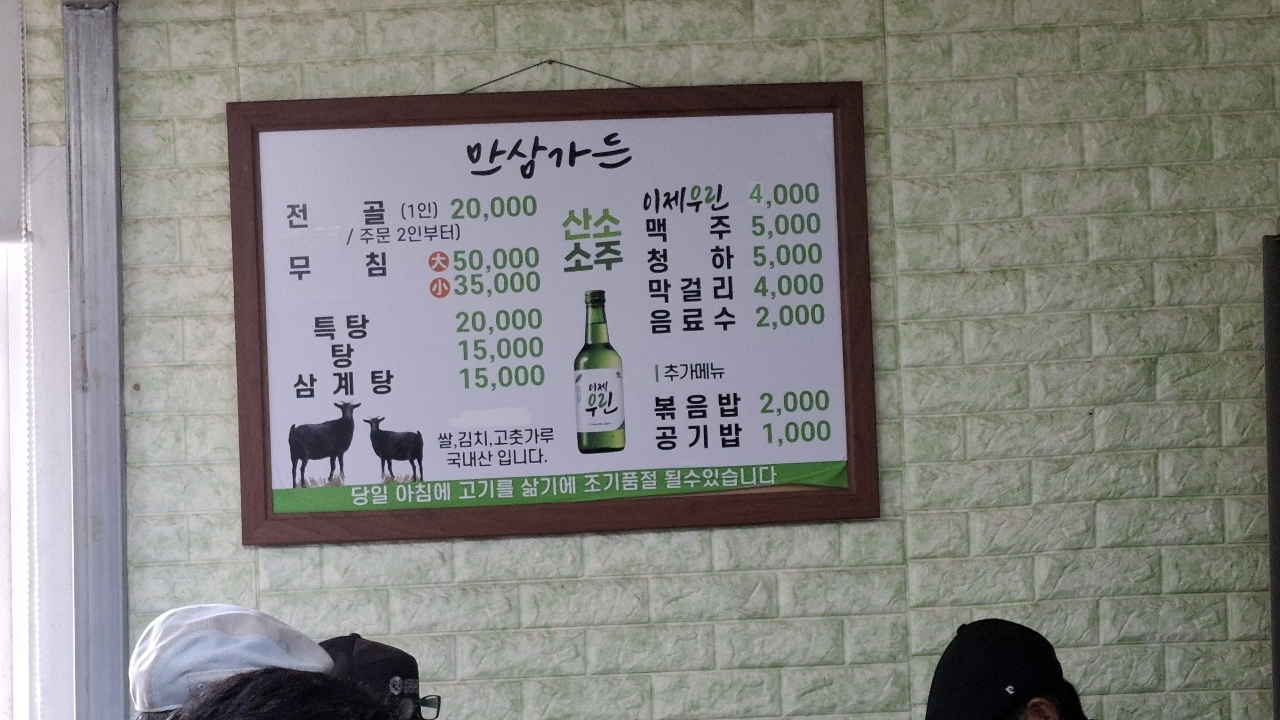 만삼가든
전 골 (1인) 20,000
/ 주문 2인부터)
무 침 大 50,000
小 35,000
특탕 20,000
탕 15,000
삼계탕 15,000
쌀,김치,고춧가루
국내산 입니다.
산소
소주
이제
우린
이제우린 4,000
맥 주 5,000
청 하 5,000
막걸리 4,000
음료수 2,000
| 추가메뉴
볶음밥 2,000
공기밥 1,000
당일 아침에 고기를 삶기에 조기품절 될수있습니다